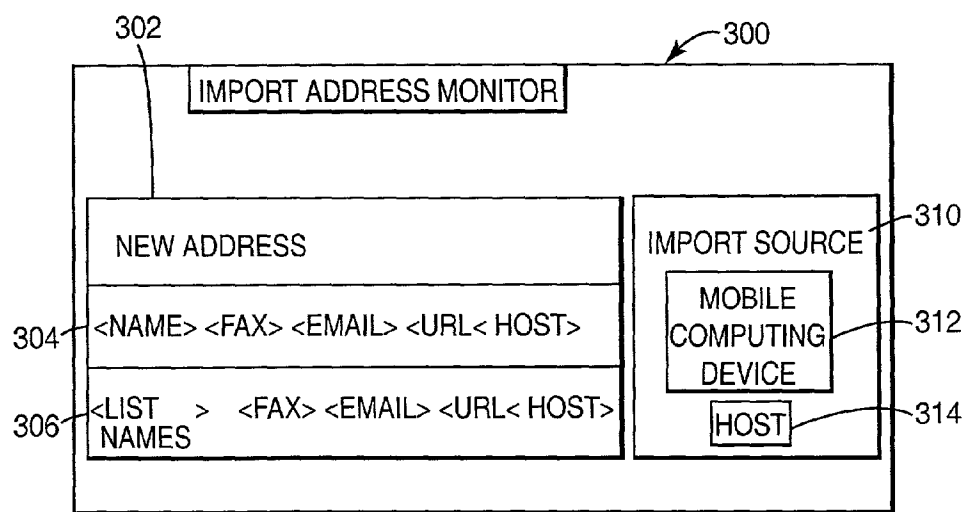 302
300
IMPORT ADDRESS MONITOR
NEW ADDRESS
304
<NAME> <FAX> <EMAIL> <URL< HOST>
306
<LIST > <FAX> <EMAIL> <URL< HOST>
NAMES
310
IMPORT SOURCE
MOBILE
COMPUTING
DEVICE
312
HOST
314